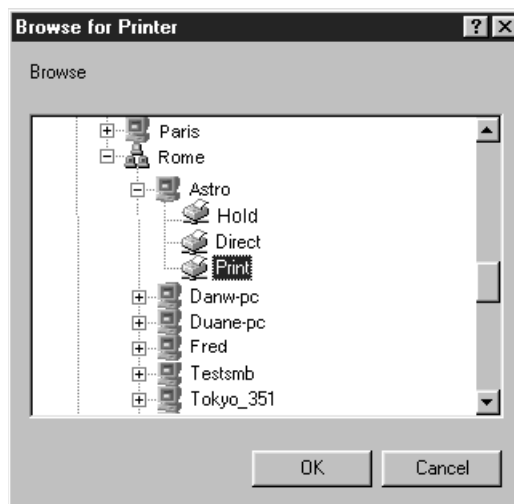 Browse for Printer
Browse
Paris
Rome
Astro
Hold
Direct
Print
Danw-pc
Duane-pc
Fred
Testsmb
Tokyo_351
OK Cancel